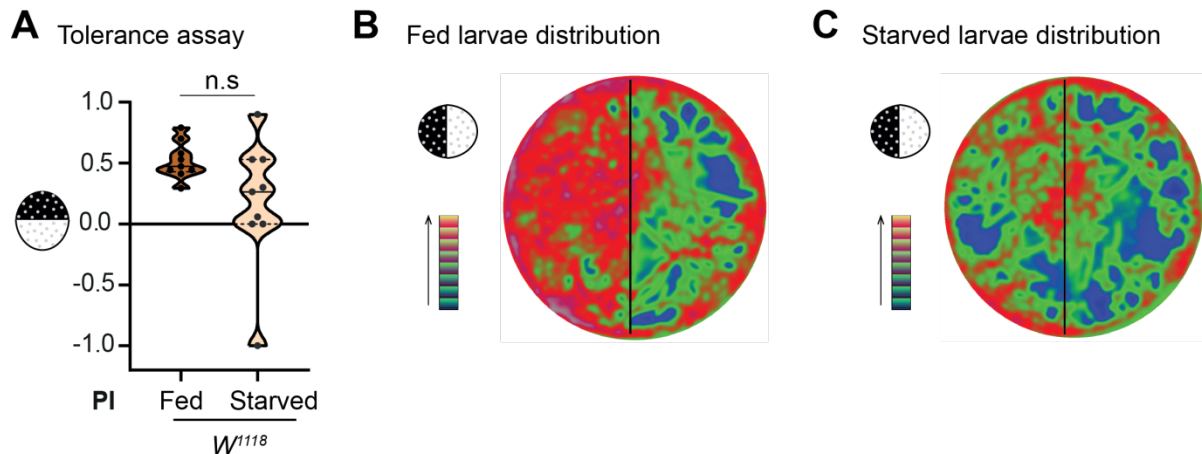 A Tolerance assay
n.s
1.0
0.5
0.0
-0.5
-1.0
PI Fed Starved
W1118
B Fed larvae distribution
C Starved larvae distribution